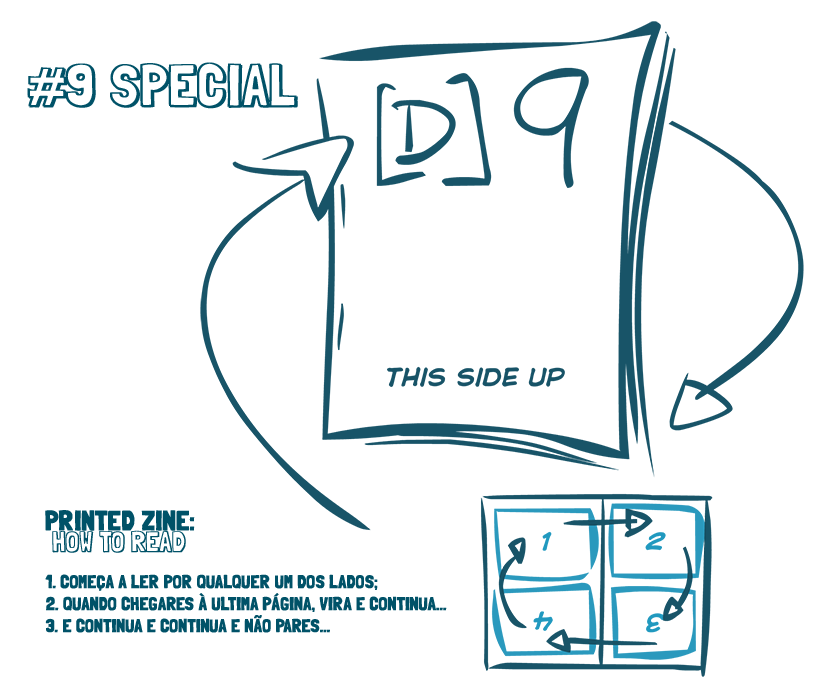 #9 SPECIAL
[D] 9
THIS SIDE UP
PRINTED ZINE:
HOW TO READ
1. COMEÇA A LER POR QUALQUER UM DOS LADOS;
2. QUANDO CHEGARES À ULTIMA PÁGINA, VIRA E CONTINUA...
3. E CONTINUA E CONTINUA E NÃO PARES...
1 2
4 3